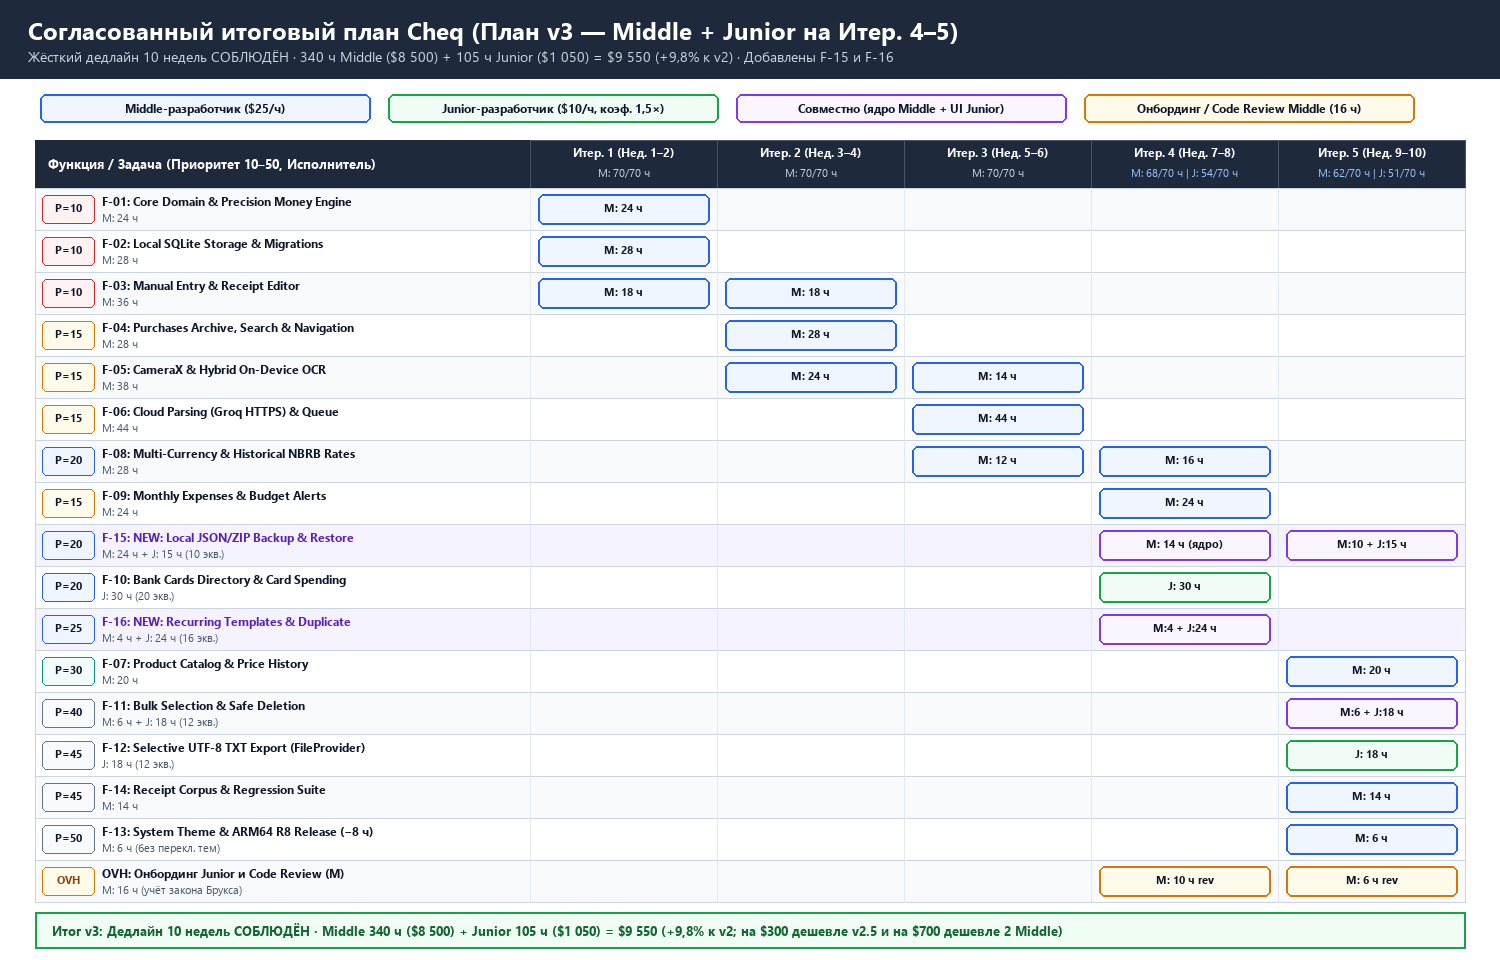 Согласованный итоговый план Cheq (План v3 — Middle + Junior на Итер. 4–5)
Жёсткий дедлайн 10 недель СОБЛЮДЁН · 340 ч Middle ($8 500) + 105 ч Junior ($1 050) = $9 550 (+9,8% к v2) · Добавлены F-15 и F-16
Middle-разработчик ($25/ч)
Junior-разработчик ($10/ч, коэф. 1,5×)
Совместно (ядро Middle + UI Junior)
Онбординг / Code Review Middle (16 ч)
Функция / Задача (Приоритет 10–50, Исполнитель)
Итер. 1 (Нед. 1–2)
M: 70/70 ч
Итер. 2 (Нед. 3–4)
M: 70/70 ч
Итер. 3 (Нед. 5–6)
M: 70/70 ч
Итер. 4 (Нед. 7–8)
M: 68/70 ч | J: 54/70 ч
Итер. 5 (Нед. 9–10)
M: 62/70 ч | J: 51/70 ч
P=10
F-01: Core Domain & Precision Money Engine
M: 24 ч
M: 24 ч
P=10
F-02: Local SQLite Storage & Migrations
M: 28 ч
M: 28 ч
P=10
F-03: Manual Entry & Receipt Editor
M: 36 ч
M: 18 ч
M: 18 ч
P=15
F-04: Purchases Archive, Search & Navigation
M: 28 ч
M: 28 ч
P=15
F-05: CameraX & Hybrid On-Device OCR
M: 38 ч
M: 24 ч
M: 14 ч
P=15
F-06: Cloud Parsing (Groq HTTPS) & Queue
M: 44 ч
M: 44 ч
P=20
F-08: Multi-Currency & Historical NBRB Rates
M: 28 ч
M: 12 ч
M: 16 ч
P=15
F-09: Monthly Expenses & Budget Alerts
M: 24 ч
M: 24 ч
P=20
F-15: NEW: Local JSON/ZIP Backup & Restore
M: 24 ч + J: 15 ч (10 экв.)
M: 14 ч (ядро)
M:10 + J:15 ч
P=20
F-10: Bank Cards Directory & Card Spending
J: 30 ч (20 экв.)
J: 30 ч
P=25
F-16: NEW: Recurring Templates & Duplicate
M: 4 ч + J: 24 ч (16 экв.)
M:4 + J:24 ч
P=30
F-07: Product Catalog & Price History
M: 20 ч
M: 20 ч
P=40
F-11: Bulk Selection & Safe Deletion
M: 6 ч + J: 18 ч (12 экв.)
M:6 + J:18 ч
P=45
F-12: Selective UTF-8 TXT Export (FileProvider)
J: 18 ч (12 экв.)
J: 18 ч
P=45
F-14: Receipt Corpus & Regression Suite
M: 14 ч
M: 14 ч
P=50
F-13: System Theme & ARM64 R8 Release (−8 ч)
M: 6 ч (без перекл. тем)
M: 6 ч
OVH
OVH: Онбординг Junior и Code Review (M)
M: 16 ч (учёт закона Брукса)
M: 10 ч rev
M: 6 ч rev
Итог v3: Дедлайн 10 недель СОБЛЮДЁН · Middle 340 ч ($8 500) + Junior 105 ч ($1 050) = $9 550 (+9,8% к v2; на $300 дешевле v2.5 и на $700 дешевле 2 Middle)